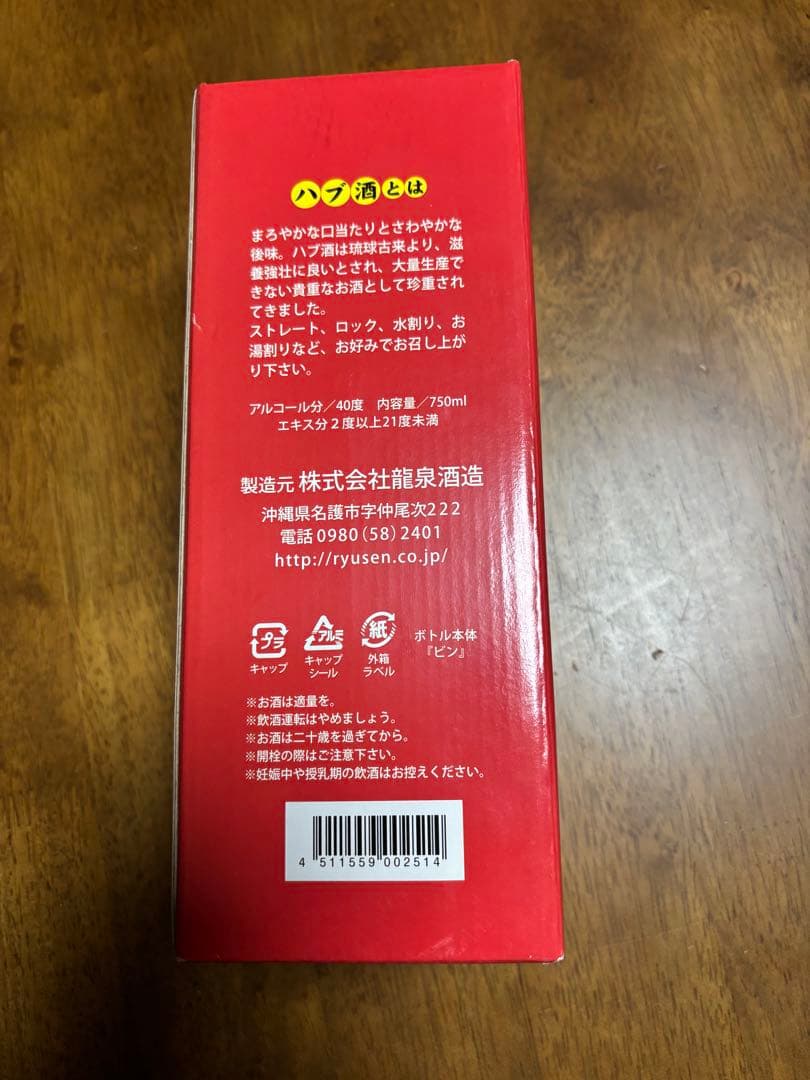 ハブ酒とは
まろやかな口当たりとさわやかな
後味。ハブ酒は琉球古来より、滋
養強壮に良いとされ、大量生産で
きない貴重なお酒として珍重され
てきました。
ストレート、ロック、水割り、お
湯割りなど、お好みでお召し上が
り下さい。
アルコール分／40度　内容量／750ml
エキス分２度以上21度未満
製造元 株式会社龍泉酒造
沖縄県名護市字仲尾次222
電話 0980(58)2401
http://ryusen.co.jp/
プラ
キャップ
アルミ
キャップ
シール
紙
外箱
ラベル
ボトル本体
『ビン』
※お酒は適量を。
※飲酒運転はやめましょう。
※お酒は二十歳を過ぎてから。
※開栓の際はご注意下さい。
※妊娠中や授乳期の飲酒はお控えください。
4 511559 002514